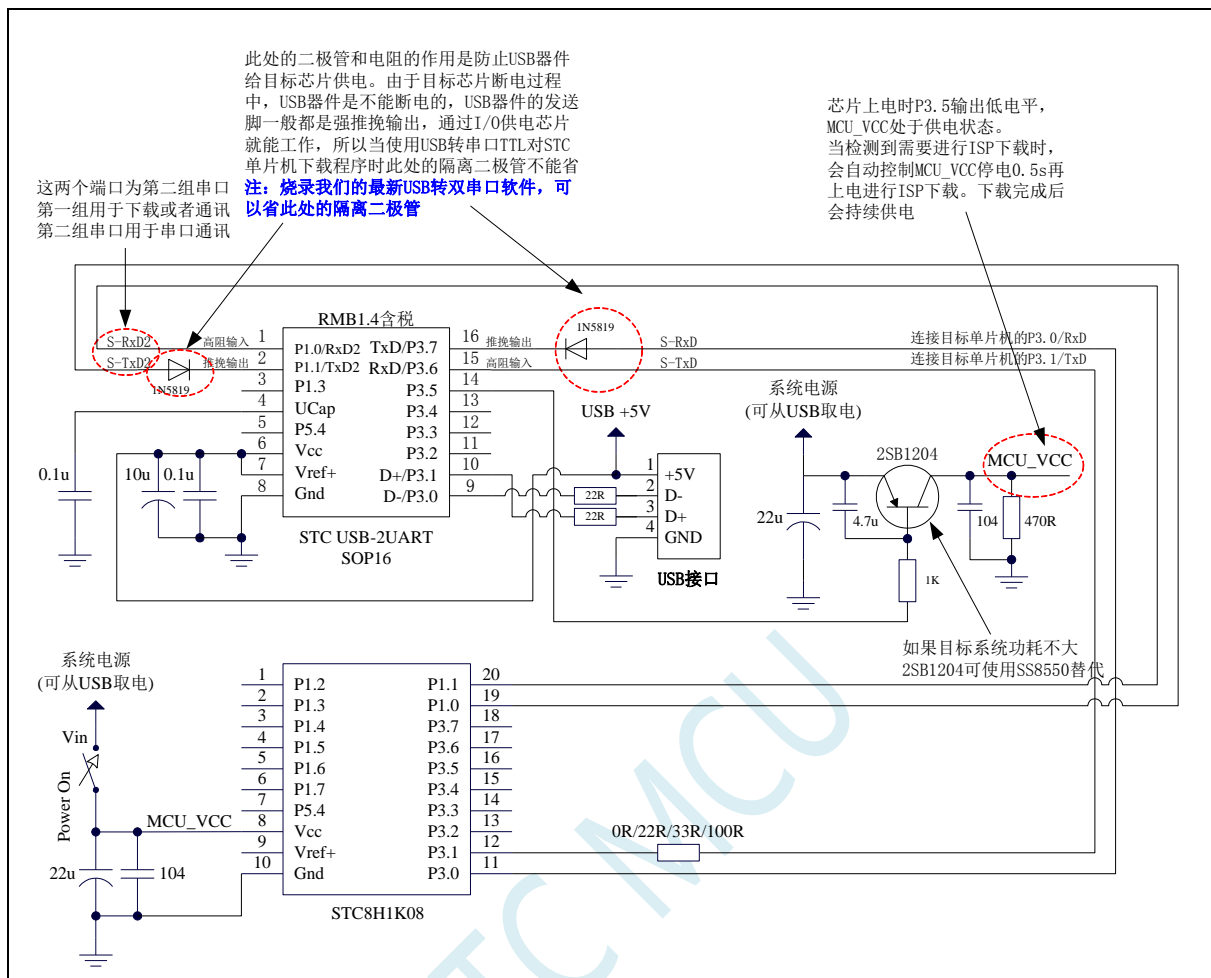 此处的二极管和电阻的作用是防止USB器件
给目标芯片供电。由于目标芯片断电过程
中，USB器件是不能断电的，USB器件的发送
脚一般都是强推挽输出，通过I/O供电芯片
就能工作，所以当使用USB转串口TTL对STC
单片机下载程序时此处的隔离二极管不能省
注：烧录我们的最新USB转双串口软件，可
以省此处的隔离二极管
这两个端口为第二组串口
第一组用于下载或者通讯
第二组串口用于串口通讯
芯片上电时P3.5输出低电平，
MCU_VCC处于供电状态。
当检测到需要进行ISP下载时，
会自动控制MCU_VCC停电0.5s再
上电进行ISP下载。下载完成后
会持续供电
RMB1.4含税
S-RxD2 高阻输入 1 P1.0/RxD2 TxD/P3.7 16 推挽输出 1N5819 S-RxD 连接目标单片机的P3.0/RxD
S-TxD2 1N5819 推挽输出 2 P1.1/TxD2 RxD/P3.6 15 高阻输入 S-TxD 连接目标单片机的P3.1/TxD
3 P1.3 P3.5 14
4 UCap P3.4 13
5 P5.4 P3.3 12
6 Vcc P3.2 11
7 Vref+ D+/P3.1 10
8 Gnd D-/P3.0 9
STC USB-2UART
SOP16
0.1u 10u 0.1u
USB +5V
1 +5V
2 D-
3 D+
4 GND
22R
22R
USB接口
系统电源
(可从USB取电)
2SB1204
MCU_VCC
22u 4.7u 104 470R
1K
如果目标系统功耗不大
2SB1204可使用SS8550替代
系统电源
(可从USB取电)
Vin
Power On
MCU_VCC
22u 104
1 P1.2 P1.1 20
2 P1.3 P1.0 19
3 P1.4 P3.7 18
4 P1.5 P3.6 17
5 P1.6 P3.5 16
6 P1.7 P3.4 15
7 P5.4 P3.3 14
8 Vcc P3.2 13
9 Vref+ P3.1 12
10 Gnd P3.0 11
0R/22R/33R/100R
STC8H1K08
STC MCU